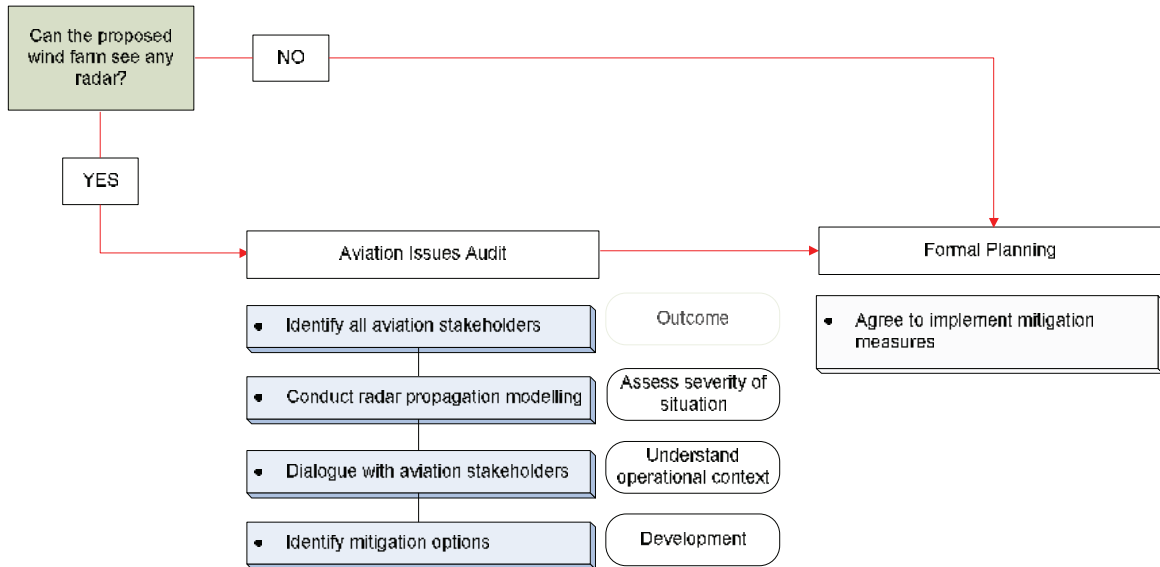 Can the proposed
wind farm see any
radar?
NO
YES
Aviation Issues Audit
Formal Planning
• Identify all aviation stakeholders
Outcome
• Agree to implement mitigation
measures
• Conduct radar propagation modelling
Assess severity of
situation
• Dialogue with aviation stakeholders
Understand
operational context
• Identify mitigation options
Development